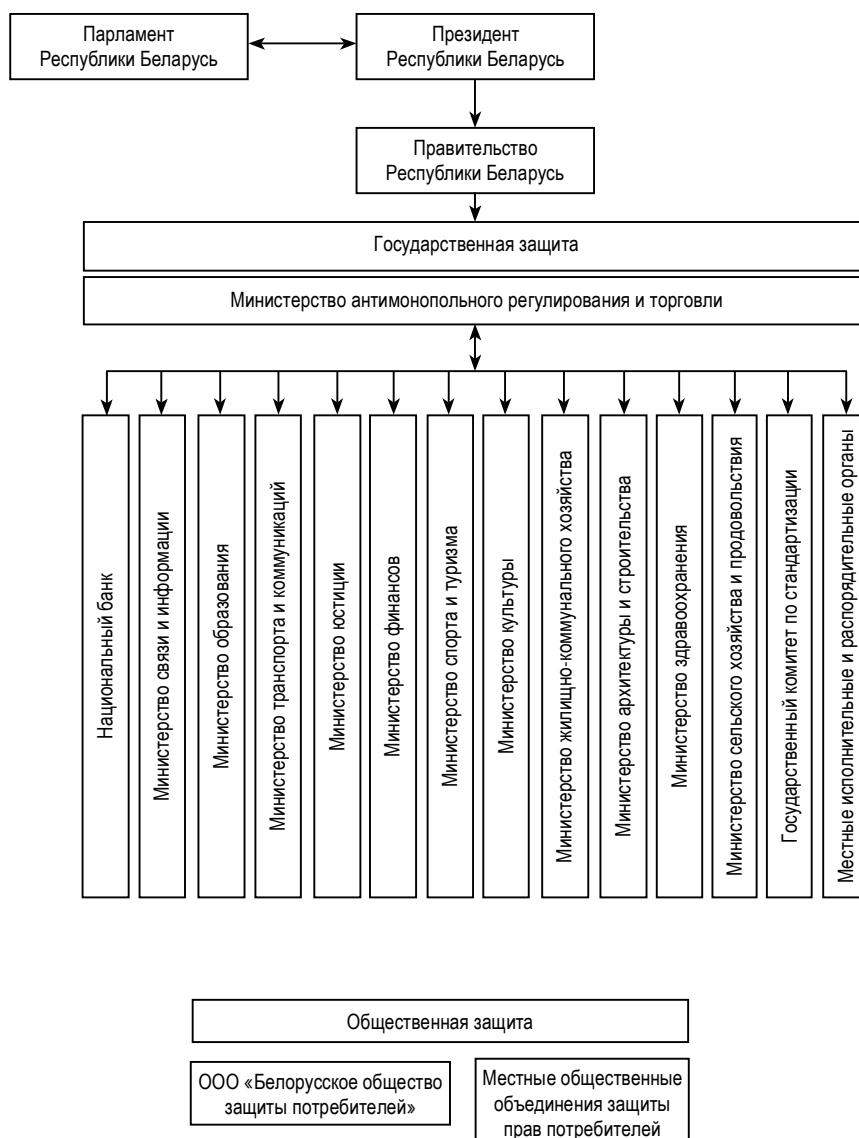 Парламент
Республики Беларусь
Президент
Республики Беларусь
Правительство
Республики Беларусь
Государственная защита
Министерство антимонопольного регулирования и торговли
Национальный банк
Министерство связи и информации
Министерство образования
Министерство транспорта и коммуникаций
Министерство юстиции
Министерство финансов
Министерство спорта и туризма
Министерство культуры
Министерство жилищно-коммунального хозяйства
Министерство архитектуры и строительства
Министерство здравоохранения
Министерство сельского хозяйства и продовольствия
Государственный комитет по стандартизации
Местные исполнительные и распорядительные органы
Общественная защита
ООО «Белорусское общество
защиты потребителей»
Местные общественные
объединения защиты
прав потребителей